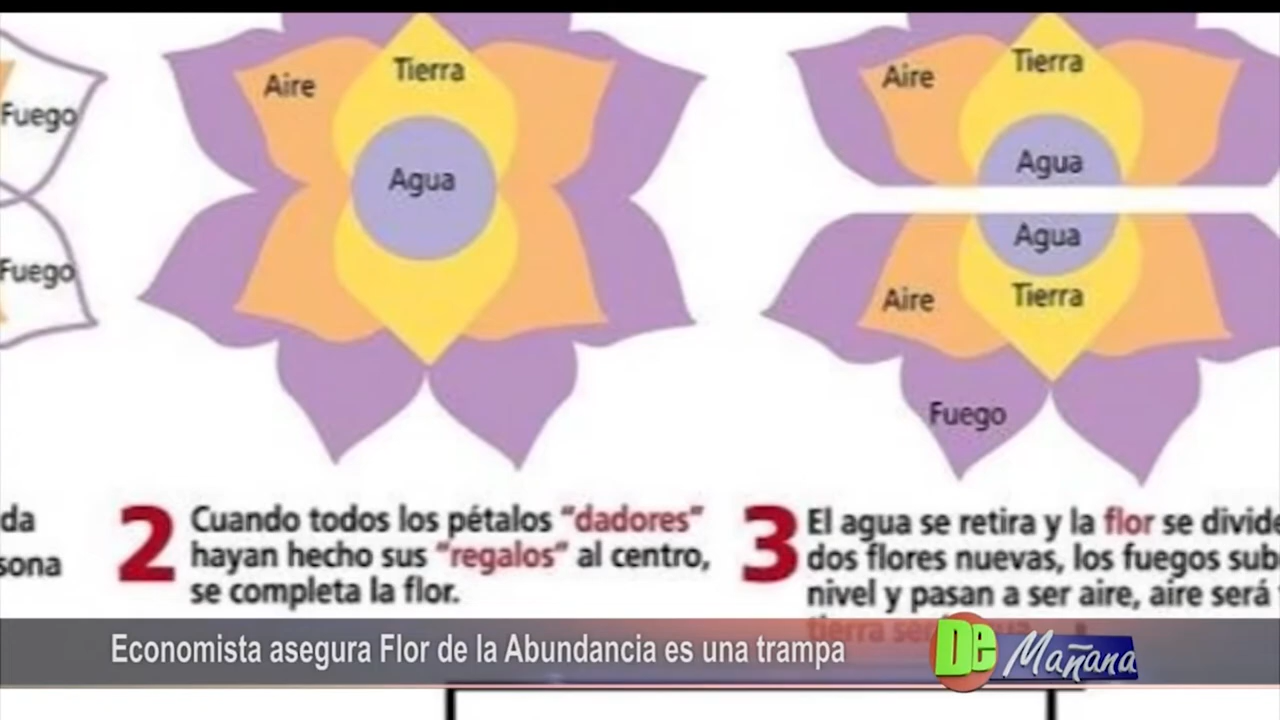 Fuego
Fuego
Aire
Tierra
Agua
Aire
Tierra
Agua
Agua
Aire
Tierra
Fuego
da
sona
2 Cuando todos los pétalos "dadores"
hayan hecho sus "regalos" al centro,
se completa la flor.
3 El agua se retira y la flor se divide
dos flores nuevas, los fuegos sub
nivel y pasan a ser aire, aire será
tierra
Economista asegura Flor de la Abundancia es una trampa
De Mañana